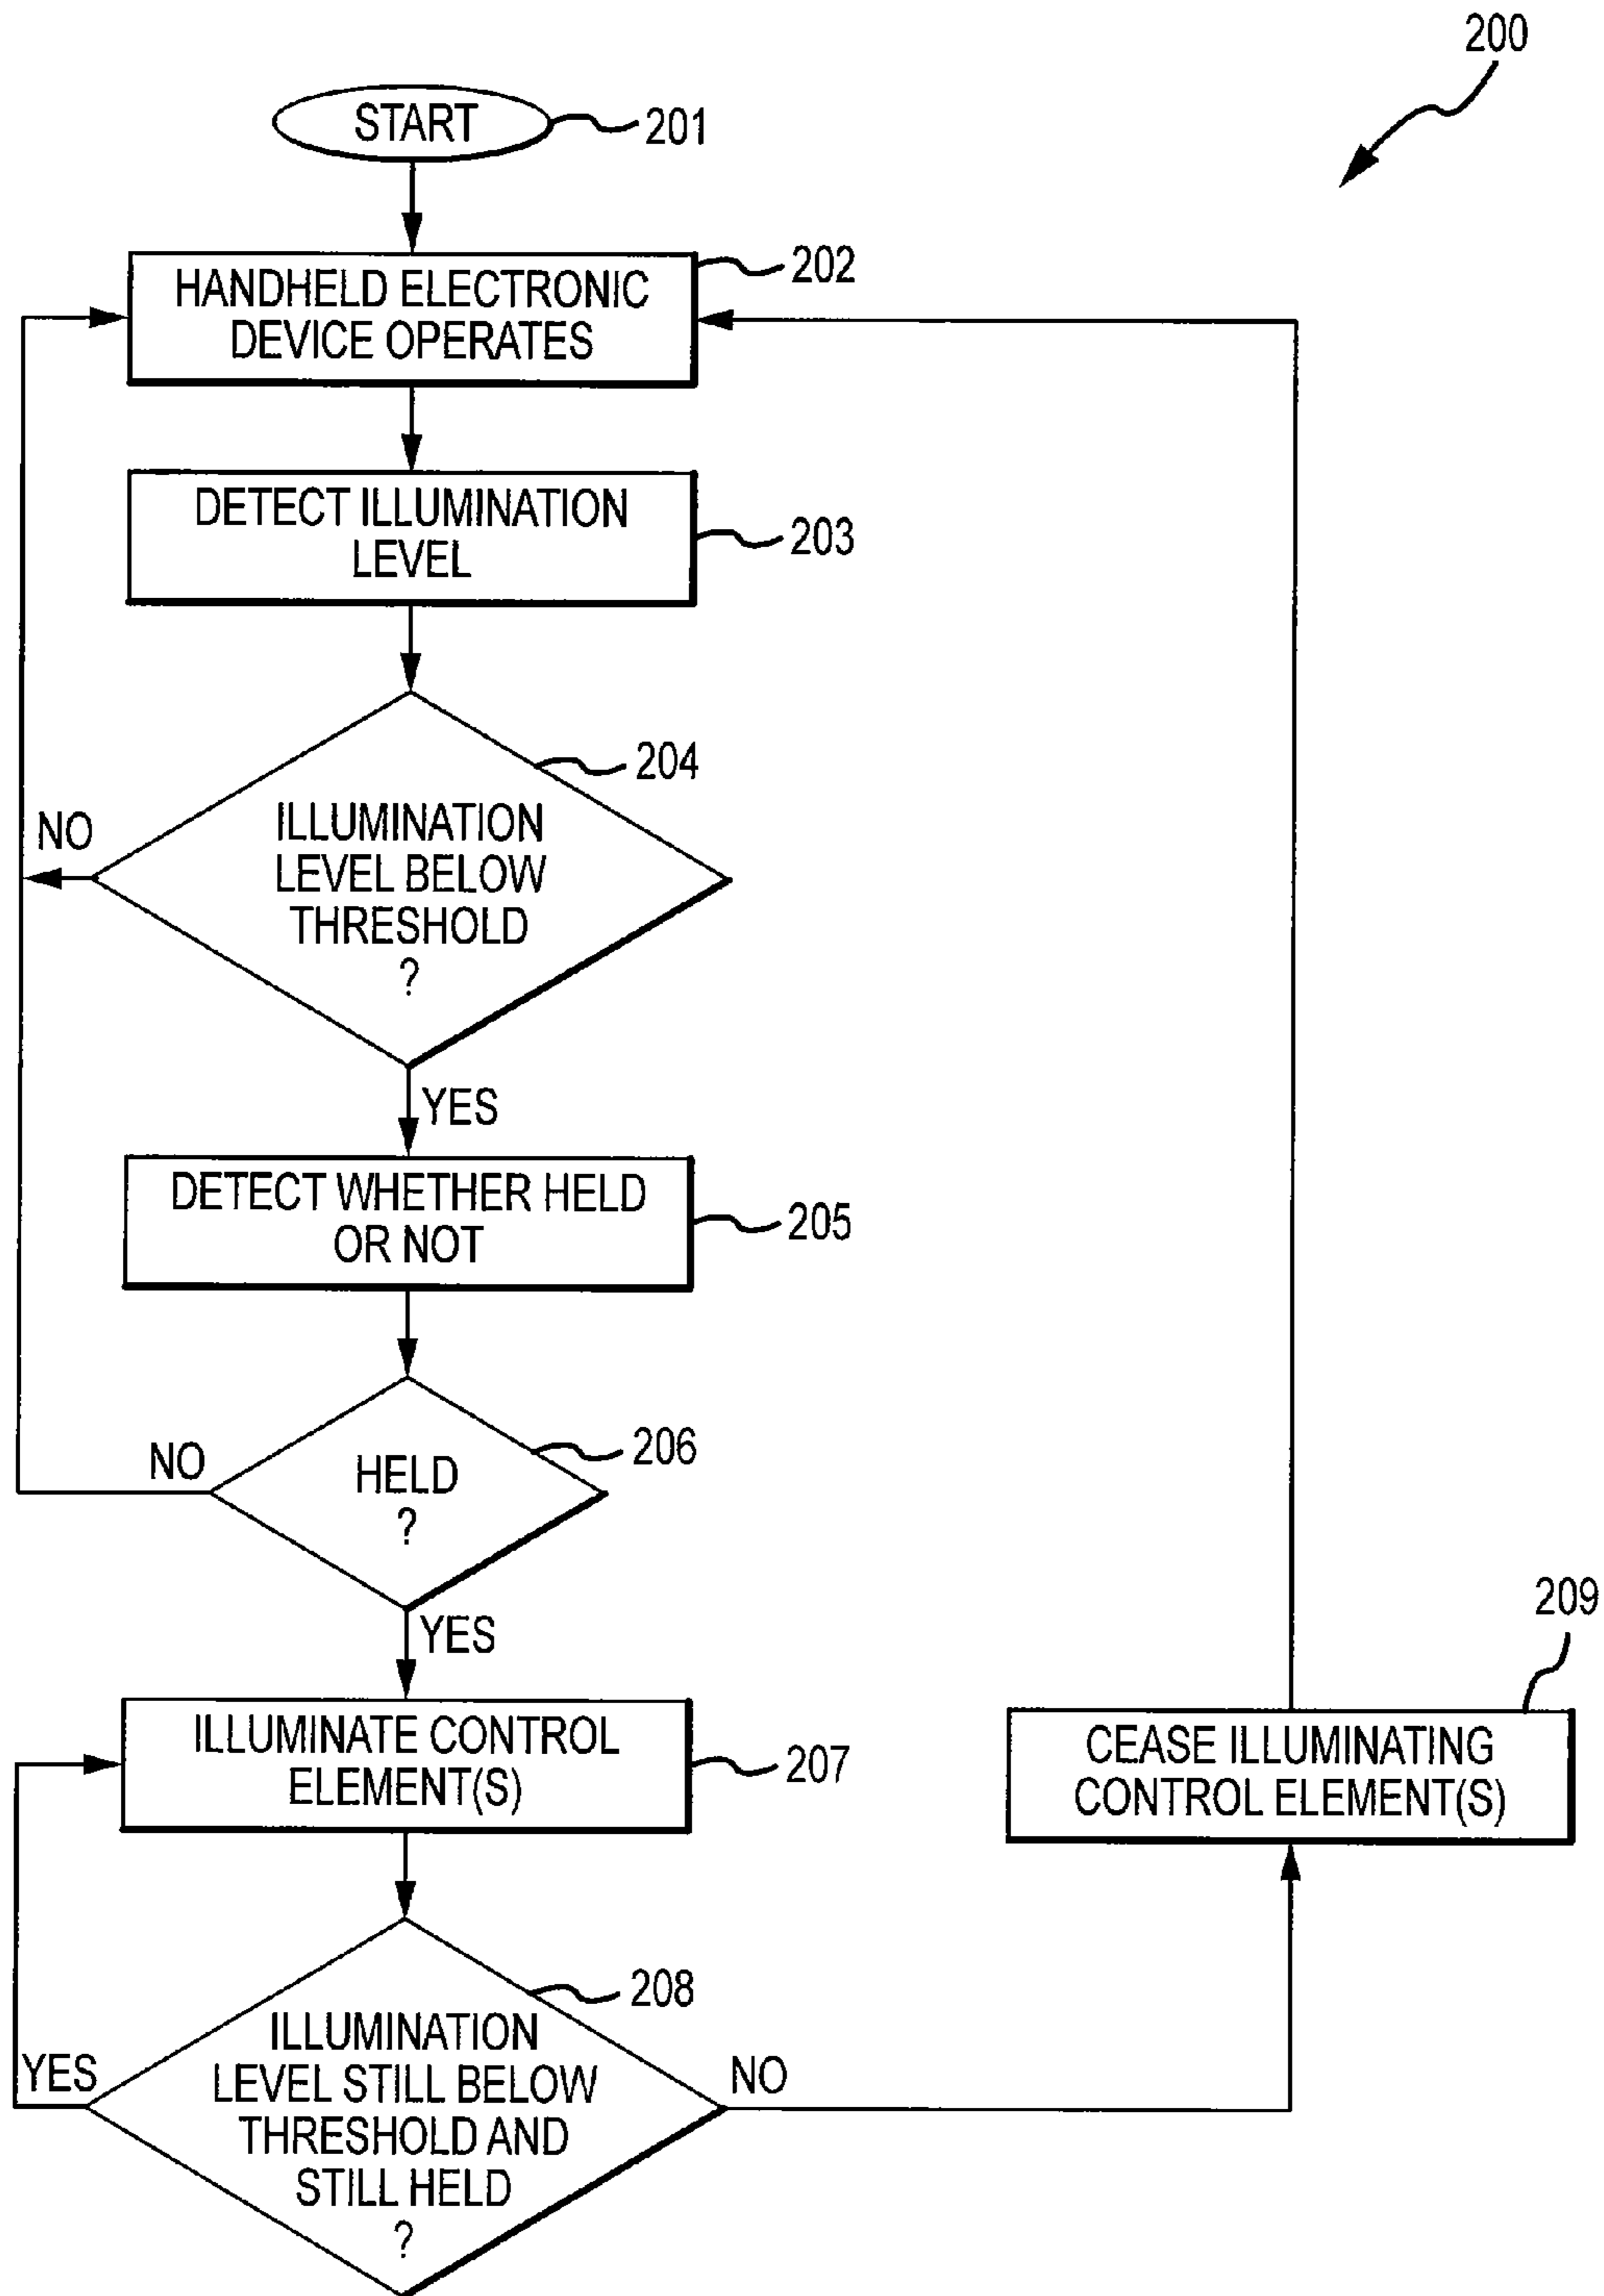 200
START
201
HANDHELD ELECTRONIC
DEVICE OPERATES
202
DETECT ILLUMINATION
LEVEL
203
204
ILLUMINATION
LEVEL BELOW
THRESHOLD
?
NO
YES
DETECT WHETHER HELD
OR NOT
205
206
HELD
?
NO
YES
ILLUMINATE CONTROL
ELEMENT(S)
207
208
ILLUMINATION
LEVEL STILL BELOW
THRESHOLD AND
STILL HELD
?
YES
NO
209
CEASE ILLUMINATING
CONTROL ELEMENT(S)